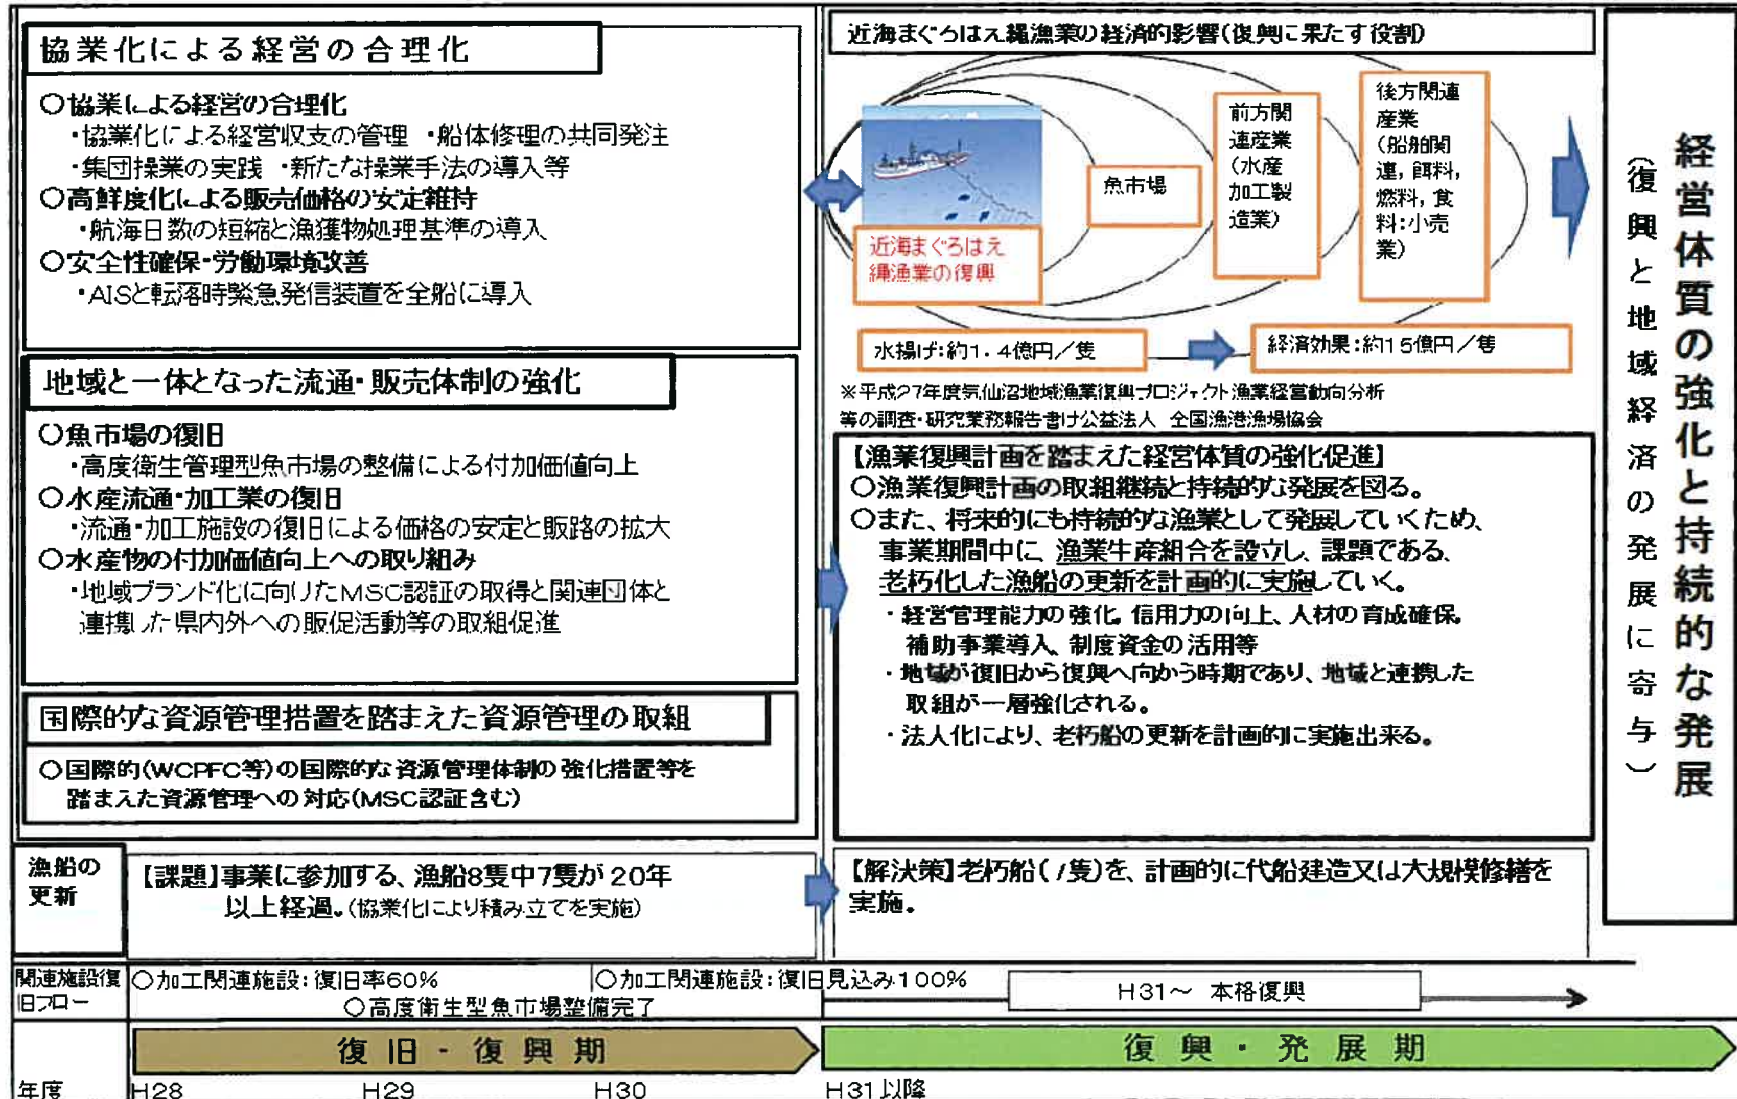 協業化による経営の合理化
○協業による経営の合理化
・協業化による経営収支の管理 ・船体修理の共同発注
・集団操業の実践 ・新たな操業手法の導入等
○高鮮度化による販売価格の安定維持
・航海日数の短縮と漁獲物処理基準の導入
○安全性確保・労働環境改善
・AISと転落時緊急発信装置を全船に導入
地域と一体となった流通・販売体制の強化
○魚市場の復旧
・高度衛生管理型魚市場の整備による付加価値向上
○水産流通・加工業の復旧
・流通・加工施設の復旧による価格の安定と販路の拡大
○水産物の付加価値向上への取り組み
・地域ブランド化に向けたMSC認証の取得と関連団体と
連携した県内外への販促活動等の取組促進
国際的な資源管理措置を踏まえた資源管理の取組
○国際的(WCPFC等)の国際的な資源管理体制の強化措置等を
踏まえた資源管理への対応(MSC認証含む)
近海まぐろはえ縄漁業の経済的影響(復興に果たす役割)
近海まぐろはえ
縄漁業の復興
魚市場
前方関
連産業
(水産
加工製
造業)
後方関連
産業
(船舶関
連,餌料,
燃料,食
料:小売
業)
水揚げ:約1.4億円/隻
経済効果:約15億円/隻
※平成27年度気仙沼地域漁業復興プロジェクト漁業経営動向分析
等の調査・研究業務報告書 公益法人 全国漁港漁場協会
【漁業復興計画を踏まえた経営体質の強化促進】
○漁業復興計画の取組継続と持続的な発展を図る。
○また、将来的にも持続的な漁業として発展していくため、
事業期間中に、漁業生産組合を設立し、課題である、
老朽化した漁船の更新を計画的に実施していく。
・経営管理能力の強化。信用力の向上、人材の育成確保。
補助事業導入、制度資金の活用等
・地域が復旧から復興へ向かう時期であり、地域と連携した
取組が一層強化される。
・法人化により、老朽船の更新を計画的に実施出来る。
経営体質の強化と持続的な発展
(復興と地域経済の発展に寄与)
漁船の
更新
【課題】事業に参加する、漁船8隻中7隻が20年
以上経過。(協業化により積み立てを実施)
【解決策】老朽船(7隻)を、計画的に代船建造又は大規模修繕を
実施。
関連施設復
旧フロー
○加工関連施設:復旧率60%
○加工関連施設:復旧見込み100%
○高度衛生型魚市場整備完了
H31~ 本格復興
復旧・復興期
復興・発展期
年度
H28
H29
H30
H31以降